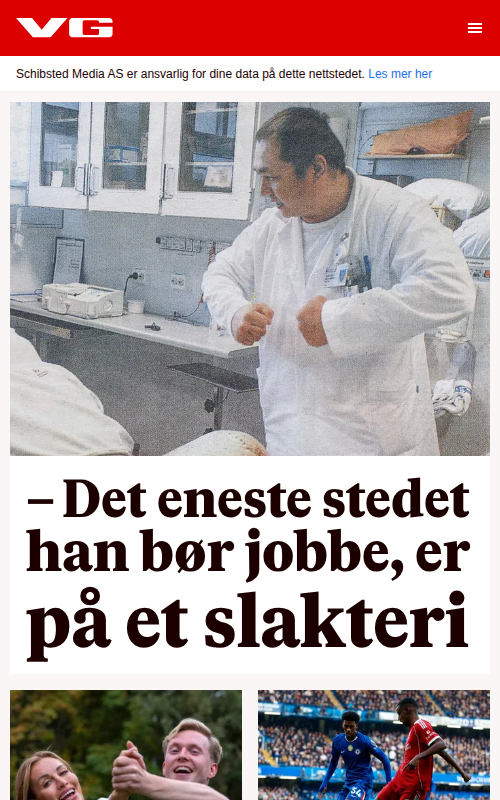 VG
Schibsted Media AS er ansvarlig for dine data på dette nettstedet. Les mer her
– Det eneste stedet
han bør jobbe, er
på et slakteri
34